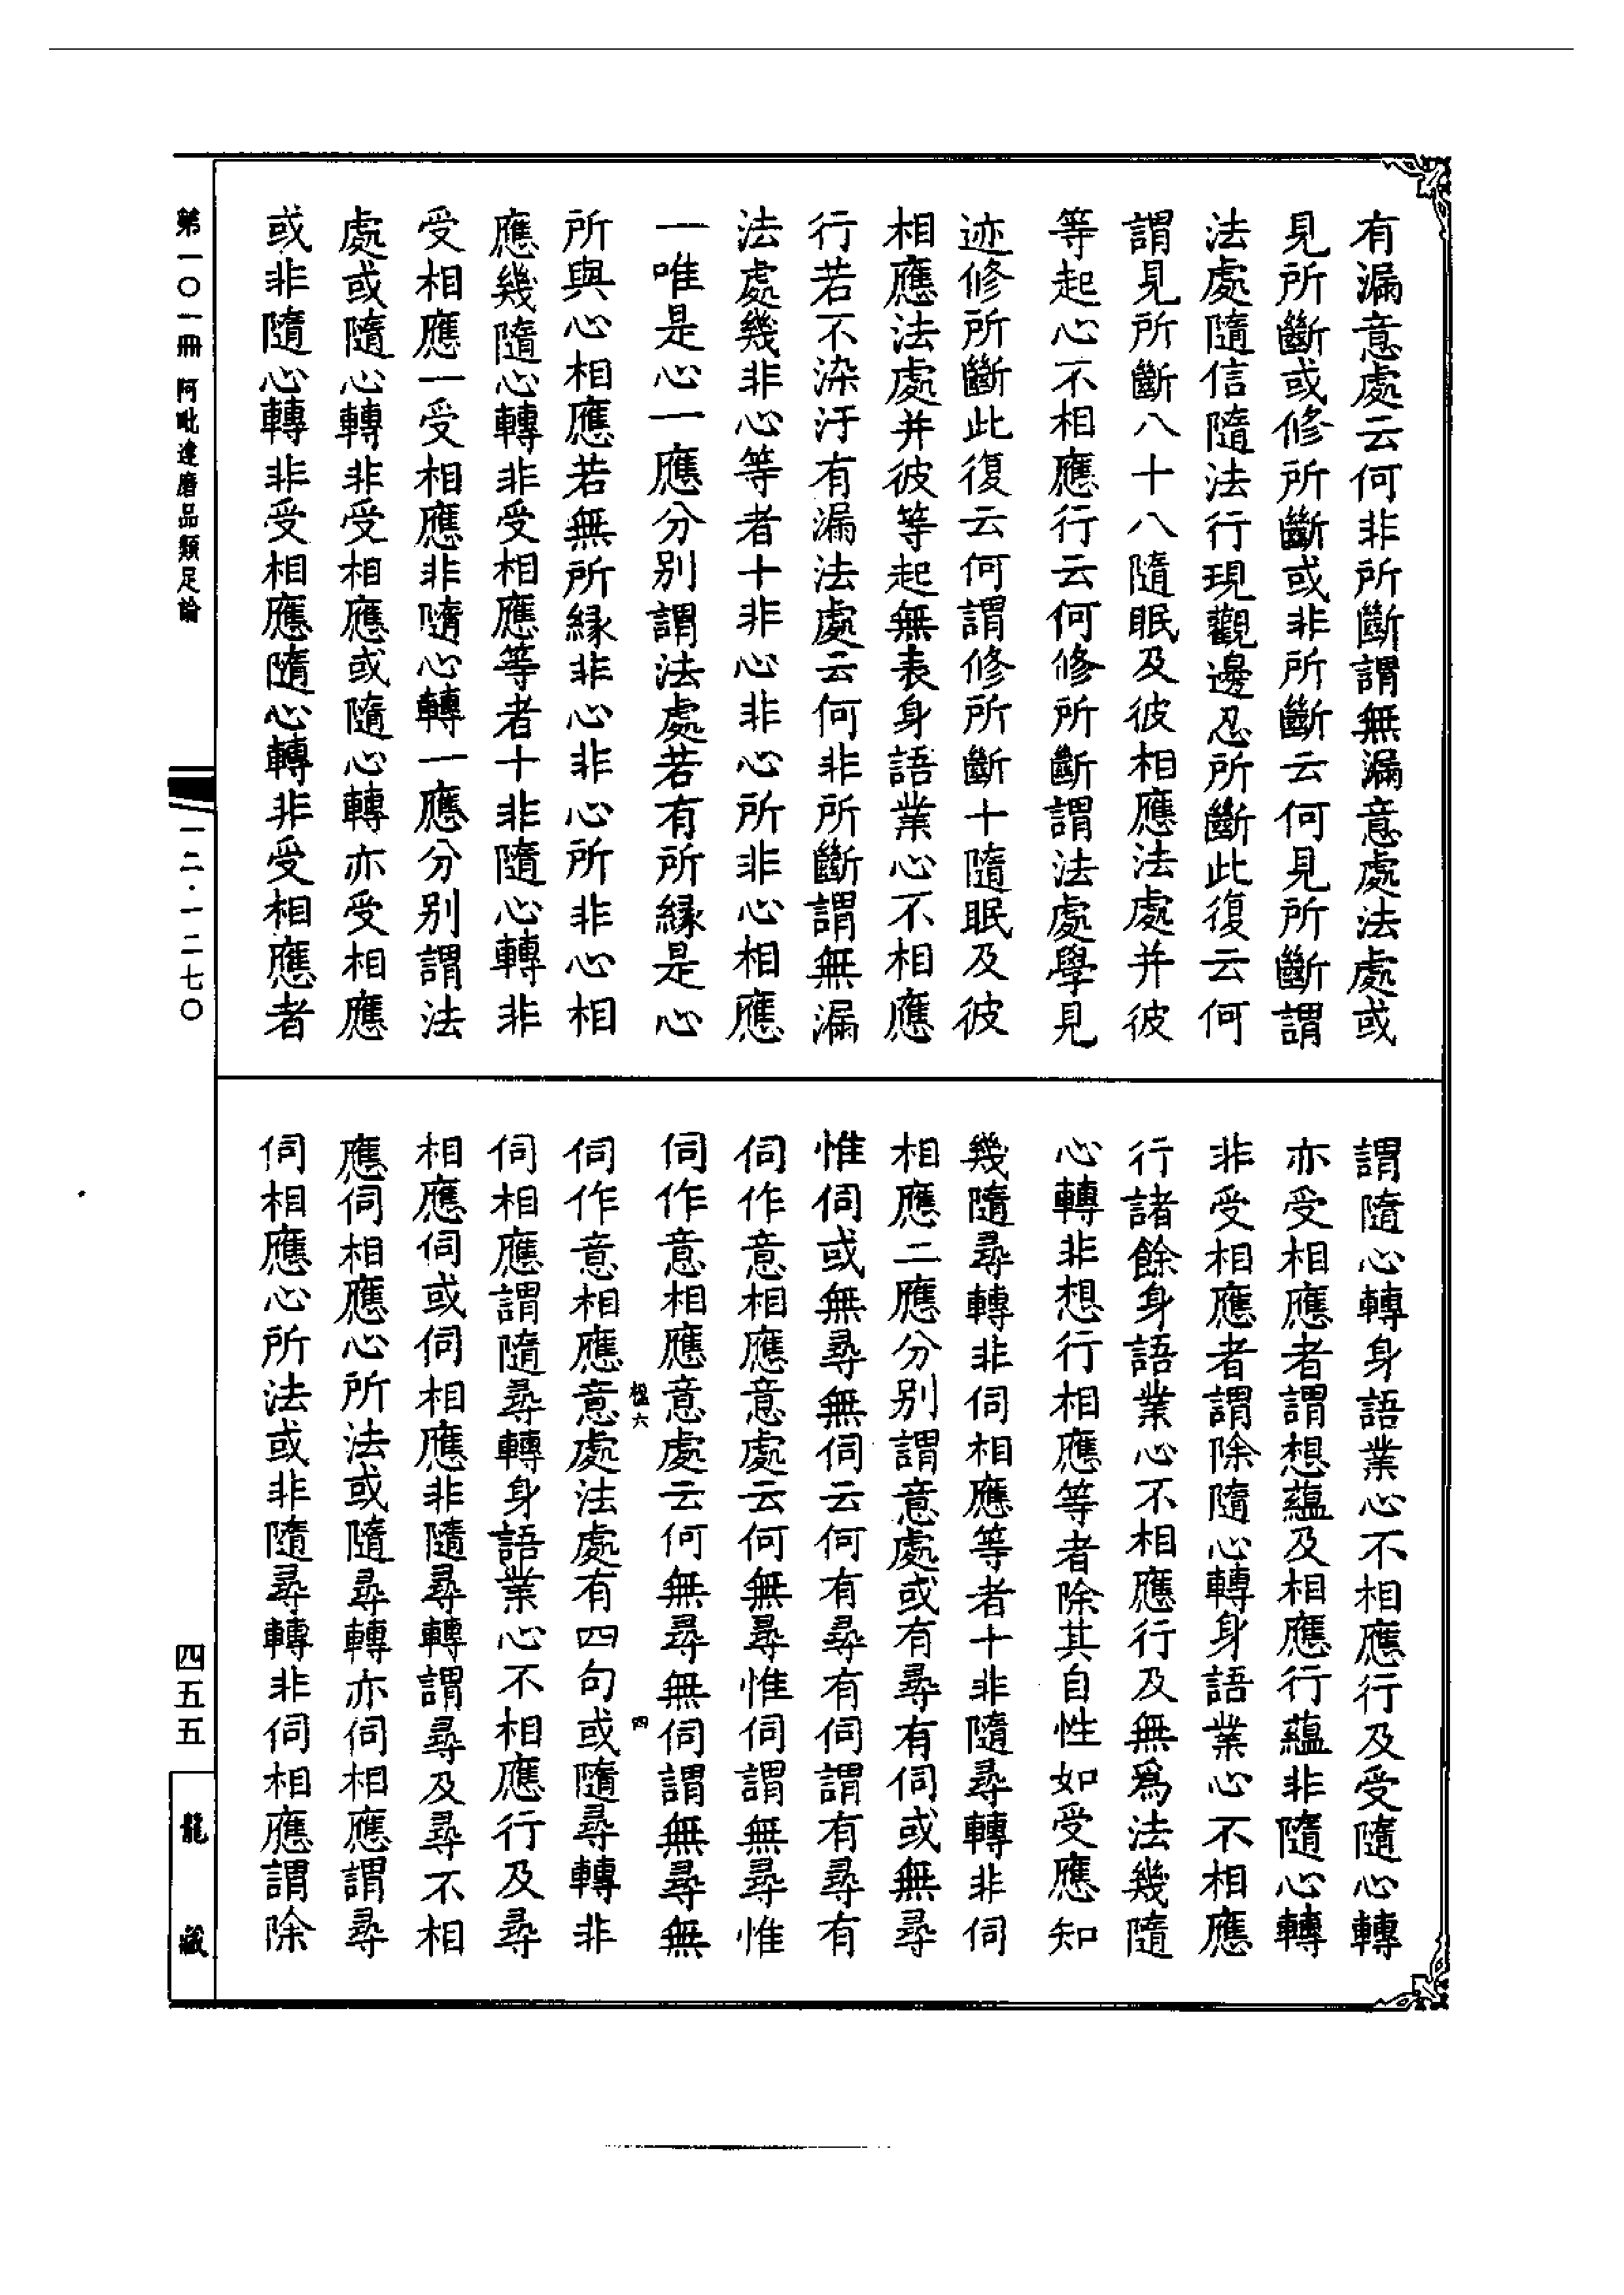 有漏意處云何非所斷謂無漏意處法處或
見所斷或修所斷或非所斷云何見所斷謂
法處隨信隨法行現觀邊忍所斷此復云何
謂見所斷八十八隨眠及彼相應法處并彼
等起心不相應行云何修所斷謂法處學見
迹修所斷此復云何謂修所斷十隨眠及彼
相應法處并彼等起無表身語業心不相應
行若不染汙有漏法處云何非所斷謂無漏
法處幾非心等者十非心非心所非心相應
一唯是心一應分別謂法處若有所緣是心
所與心相應若無所緣非心非心所非心相
應幾隨心轉非受相應等者十非隨心轉非
受相應一受相應非隨心轉一應分別謂法
處或隨心轉非受相應或隨心轉亦受相應
或非隨心轉非受相應隨心轉非受相應者
謂隨心轉身語業心不相應行及受隨心轉
亦受相應者謂想蘊及相應行蘊非隨心轉
非受相應者謂除隨心轉身語業心不相應
行諸餘身語業心不相應行及無為法幾隨
心轉非想行相應等者除其自性如受應知
幾隨尋轉非伺相應等者十非隨尋轉非伺
相應二應分別謂意處或有尋有伺或無尋
惟伺或無尋無伺云何有尋有伺謂有尋有
伺作意相應意處云何無尋惟伺謂無尋惟
伺作意相應意處云何無尋無伺謂無尋無
楹六
四
伺作意相應意處法處有四句或隨尋轉非
伺相應謂隨尋轉身語業心不相應行及尋
相應伺或伺相應非隨尋轉謂尋及尋不相
應伺相應心所法或隨尋轉亦伺相應謂尋
伺相應心所法或非隨尋轉非伺相應謂除
第一〇一冊 阿毗達磨品類足論
一二·一二七〇
四五五
龍藏